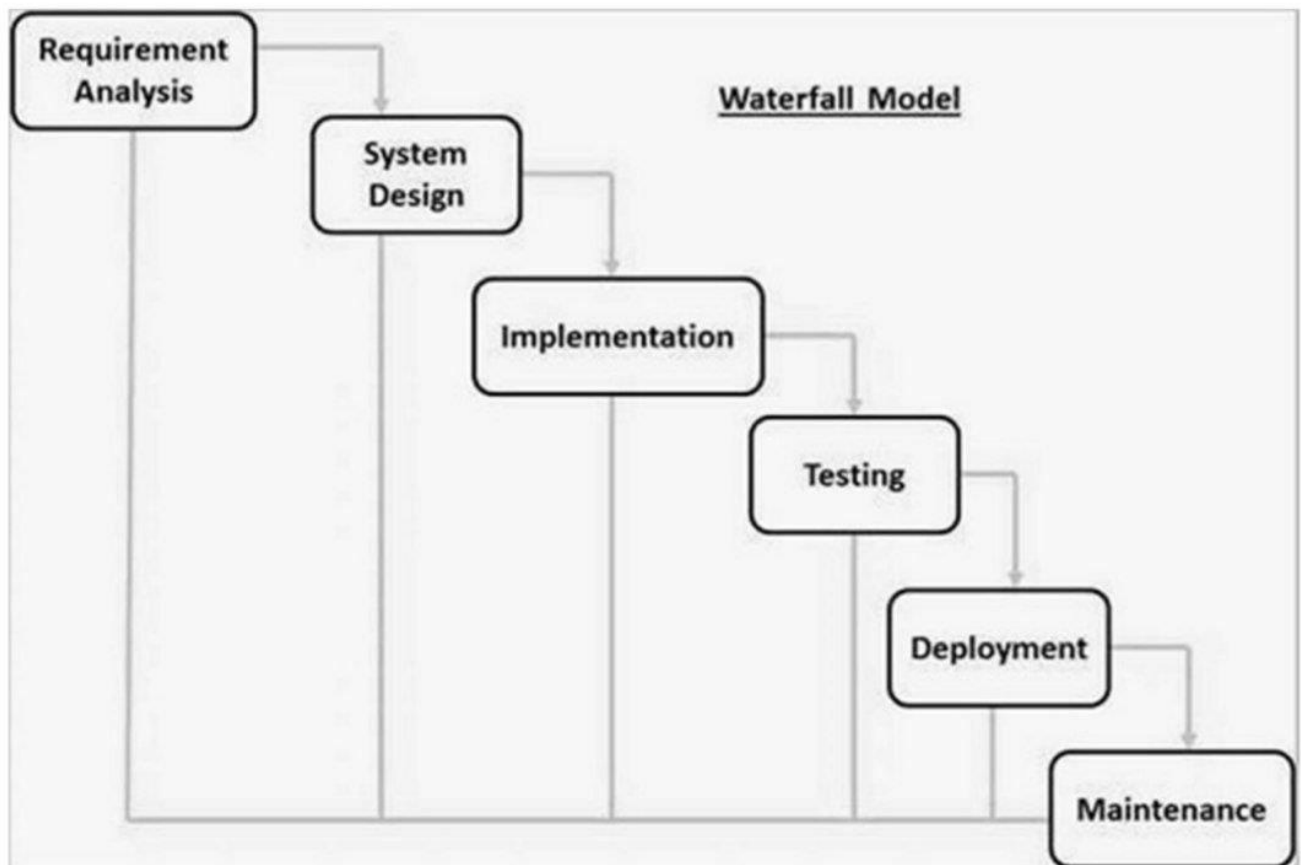 Requirement
Analysis
Waterfall Model
System
Design
Implementation
Testing
Deployment
Maintenance